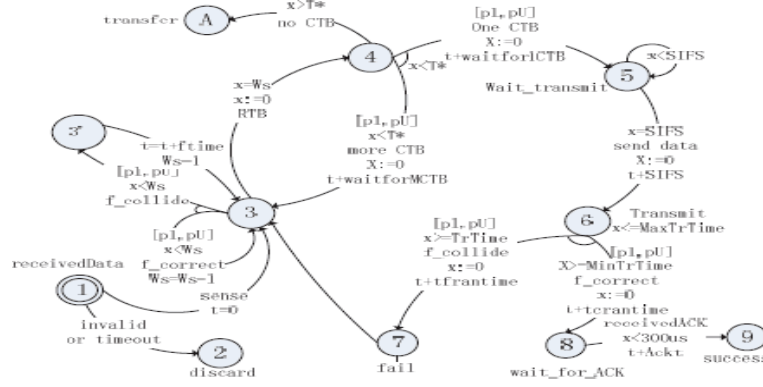 x>T*
transfer
A
no CTB
[pl,pU]
One CTB
X:=0
t+waitfor1CTB
4
x<T*
5
x<SIFS
Wait_transmit
x=Ws
x:=0
RTB
[pl,pU]
x<T*
more CTB
X:=0
t+waitforMCTB
x=SIFS
send data
X:=0
t+SIFS
3'
t=t+ftime
Ws-1
[pl,pU]
x<Ws
f_collide
3
[pl,pU]
x<Ws
f_correct
Ws=Ws-1
6
Transmit
x<=MaxTrTime
[pl,pU]
x>=TrTime
f_collide
x:=0
t+tfrantime
[pl,pU]
X>=MinTrTime
f_correct
x:=0
t+tcrantime
receivedData
1
sense
t=0
invalid
or timeout
2
discard
7
fail
8
wait_for_ACK
receivedACK
x<300us
t+Ackt
9
success